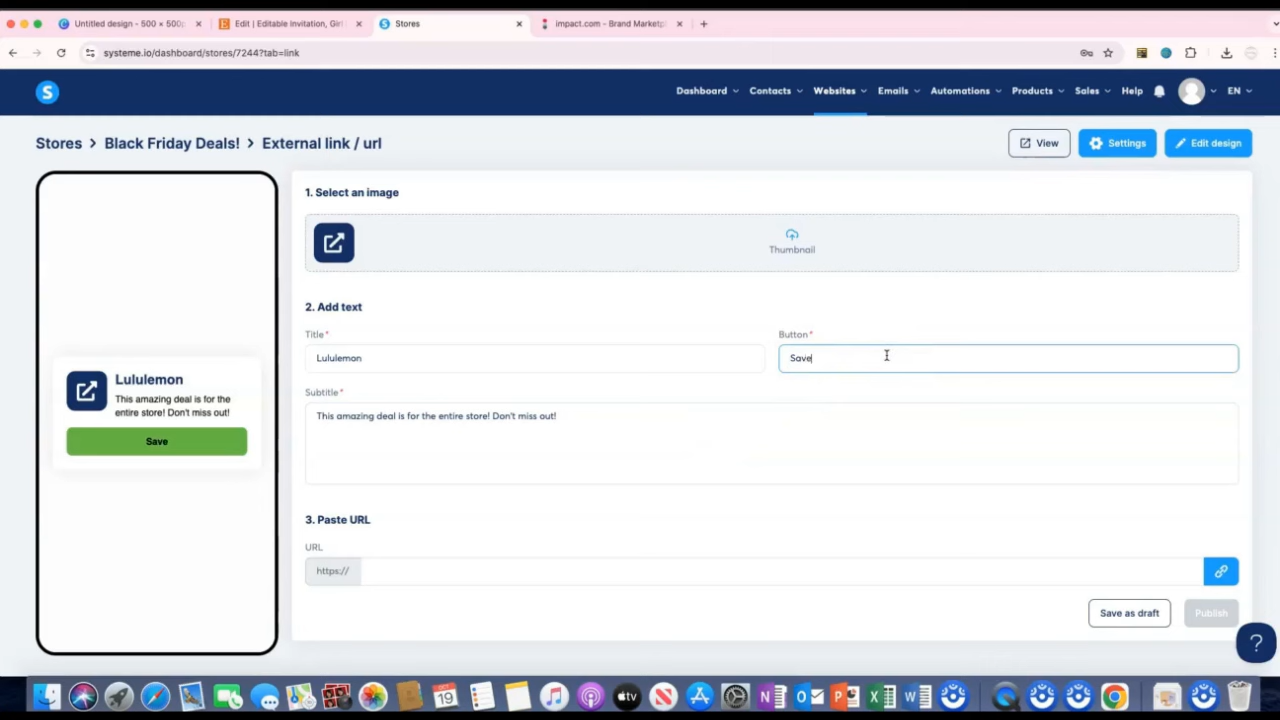 Untitled design - 500 × 500p
Edit | Editable Invitation, Girl
Stores
impact.com - Brand Marketpl
systeme.io/dashboard/stores/7244?tab=link
S
Dashboard
Contacts
Websites
Emails
Automations
Products
Sales
Help
EN
Stores > Black Friday Deals! > External link / url
View
Settings
Edit design
Lululemon
This amazing deal is for the
entire store! Don't miss out!
Save
1. Select an image
Thumbnail
2. Add text
Title*
Button*
Lululemon
Save
Subtitle*
This amazing deal is for the entire store! Don't miss out!
3. Paste URL
URL
https://
Save as draft
Publish
?
19
tv
N
P
X
W